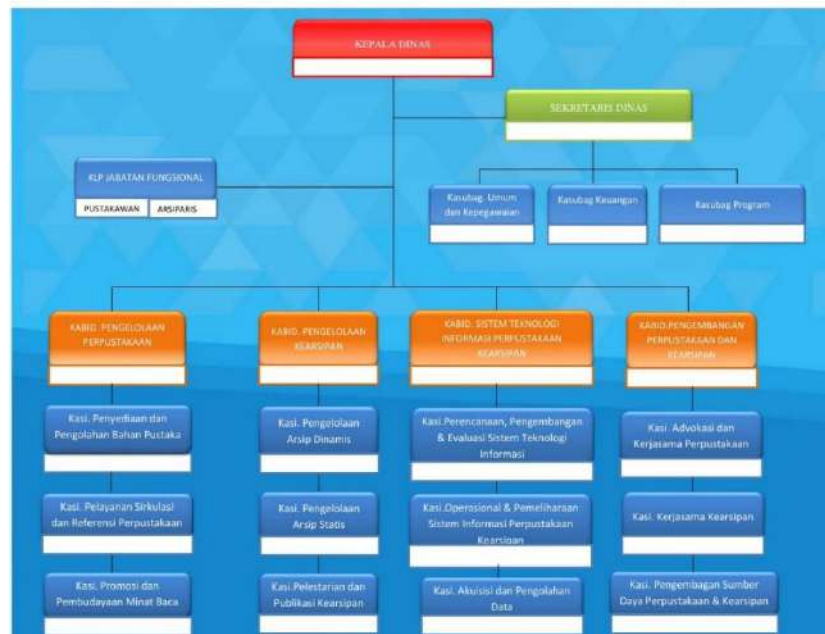 KEPALA DINAS
SEKRETARIS DINAS
KLP JABATAN FUNGSIONAL
PUSTAKAWAN
ARSIPARIS
Kasubag. Umum
dan Kepegawaian
Kasubag Keuangan
Kasubag Program
KABID. PENGELOLAAN
PERPUSTAKAAN
KABID. PENGELOLAAN
KEARSIPAN
KABID. SISTEM TEKNOLOGI
INFORMASI PERPUSTAKAAN
KEARSIPAN
KABID.PENGEMBANGAN
PERPUSTAKAAN DAN
KEARSIPAN
Kasi. Penyediaan dan
Pengolahan Bahan Pustaka
Kasi. Pengelolaan
Arsip Dinamis
Kasi.Perencanaan, Pengembangan
& Evaluasi Sistem Teknologi
Informasi
Kasi. Advokasi dan
Kerjasama Perpustakaan
Kasi. Pelayanan Sirkulasi
dan Referensi Perpustakaan
Kasi. Pengelolaan
Arsip Statis
Kasi.Operasional & Pemeliharaan
Sistem Informasi Perpustakaan
Kearsipan
Kasi. Kerjasama Kearsipan
Kasi. Promosi dan
Pembudayaan Minat Baca
Kasi.Pelestarian dan
Publikasi Kearsipan
Kasi. Akuisisi dan Pengolahan
Data
Kasi. Pengembagan Sumber
Daya Perpustakaan & Kearsipan